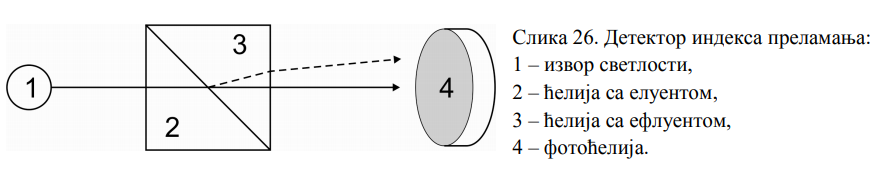 1
2
3
4
Слика 26. Детектор индекса преламања:
1 – извор светлости,
2 – ћелија са елуентом,
3 – ћелија са ефлуентом,
4 – фотоћелија.